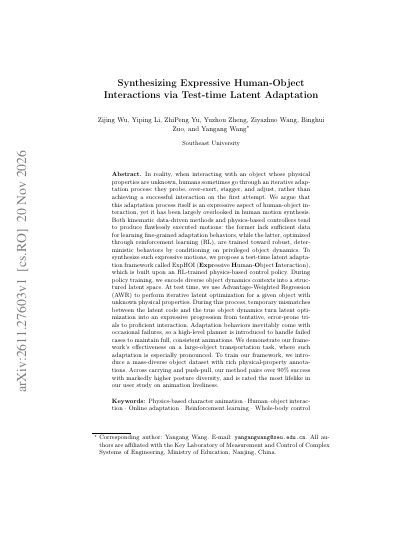 Synthesizing Expressive Human-Object
Interactions via Test-time Latent Adaptation
Zijing Wu, Yiping Li, ZhiPeng Yu, Yuzhou Zheng, Ziyazhuo Wang, Binghui
Zuo, and Yangang Wang*
Southeast University
Abstract. In reality, when interacting with an object whose physical
properties are unknown, humans sometimes go through an iterative adap-
tation process: they probe, over-exert, stagger, and adjust, rather than
achieving a successful interaction on the first attempt. We argue that
this adaptation process itself is an expressive aspect of human-object in-
teraction, yet it has been largely overlooked in human motion synthesis.
Both kinematic data-driven methods and physics-based controllers tend
to produce flawlessly executed motions: the former lack sufficient data
for learning fine-grained adaptation behaviors, while the latter, optimized
through reinforcement learning (RL), are trained toward robust, deter-
ministic behaviors by conditioning on privileged object dynamics. To
synthesize such expressive motions, we propose a test-time latent adapta-
tion framework called ExpHOI (Expressive Human-Object Interaction),
which is built upon an RL-trained physics-based control policy. During
policy training, we encode diverse object dynamics contexts into a struc-
tured latent space. At test time, we use Advantage-Weighted Regression
(AWR) to perform iterative latent optimization for a given object with
unknown physical properties. During this process, temporary mismatches
between the latent code and the true object dynamics turn latent opti-
mization into an expressive progression from tentative, error-prone tri-
als to proficient interaction. Adaptation behaviors inevitably come with
occasional failures, so a high-level planner is introduced to handle failed
cases to maintain full, consistent animations. We demonstrate our frame-
work's effectiveness on a large-object transportation task, where such
adaptation is especially pronounced. To train our framework, we intro-
duce a mass-diverse object dataset with rich physical-property annota-
tions. Across carrying and push-pull, our method pairs over 90% success
with markedly higher posture diversity, and is rated the most lifelike in
our user study on animation liveliness.
Keywords: Physics-based character animation · Human-object interac-
tion · Online adaptation · Reinforcement learning · Whole-body control
* Corresponding author: Yangang Wang. E-mail: yangangwang@seu.edu.cn. All au-
thors are affiliated with the Key Laboratory of Measurement and Control of Complex
Systems of Engineering, Ministry of Education, Nanjing, China.
arXiv:2611.27603v1 [cs.RO] 20 Nov 2026